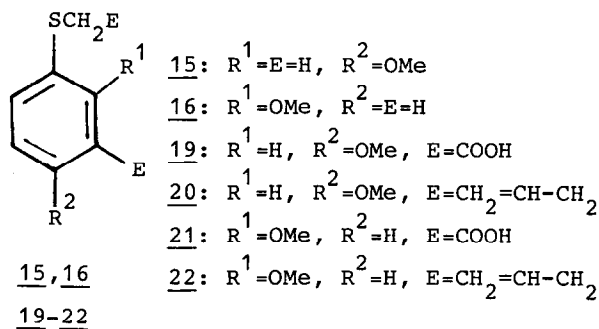 SCH₂E
R¹
E
R²
15,16
19-22
15: R¹=E=H, R²=OMe
16: R¹=OMe, R²=E=H
19: R¹=H, R²=OMe, E=COOH
20: R¹=H, R²=OMe, E=CH₂=CH-CH₂
21: R¹=OMe, R²=H, E=COOH
22: R¹=OMe, R²=H, E=CH₂=CH-CH₂